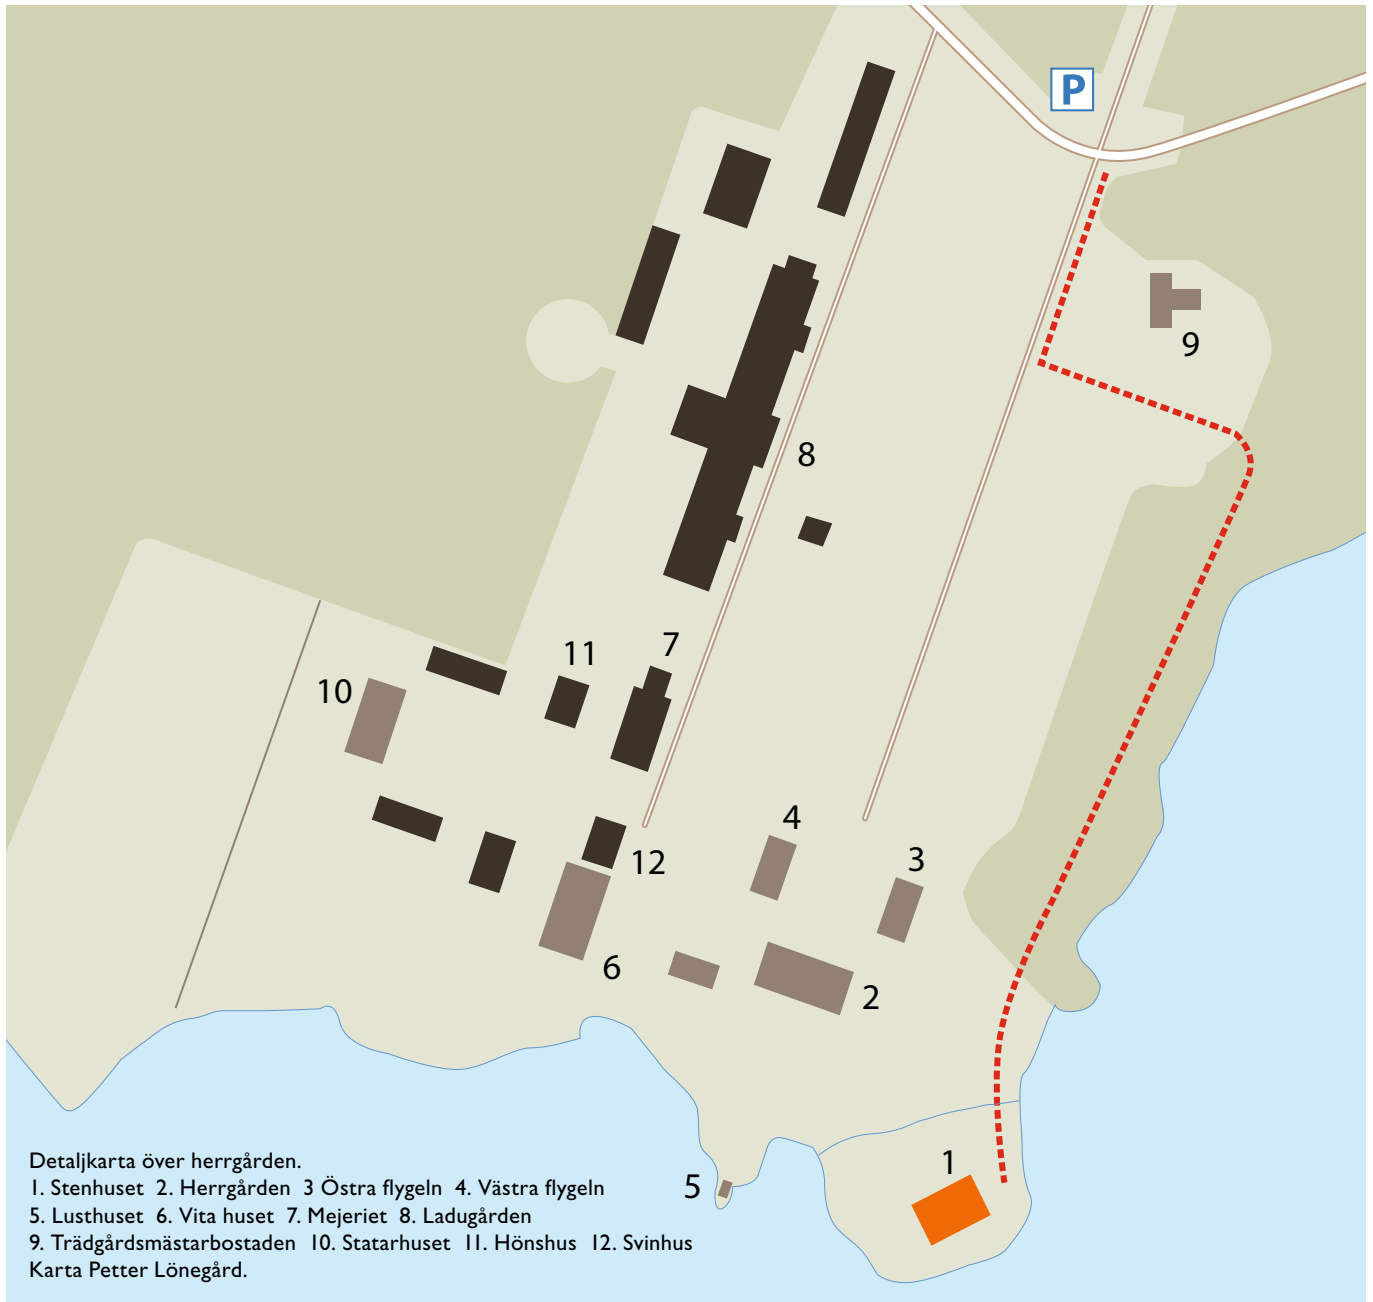 P
9
8
7
11
10
4
3
12
6
2
1
5
Detaljkarta över herrgården.
1. Stenhuset 2. Herrgården 3 Östra flygeln 4. Västra flygeln
5. Lusthuset 6. Vita huset 7. Mejeriet 8. Ladugården
9. Trädgårdsmästarbostaden 10. Statarhuset 11. Hönshus 12. Svinhus
Karta Petter Lönegård.